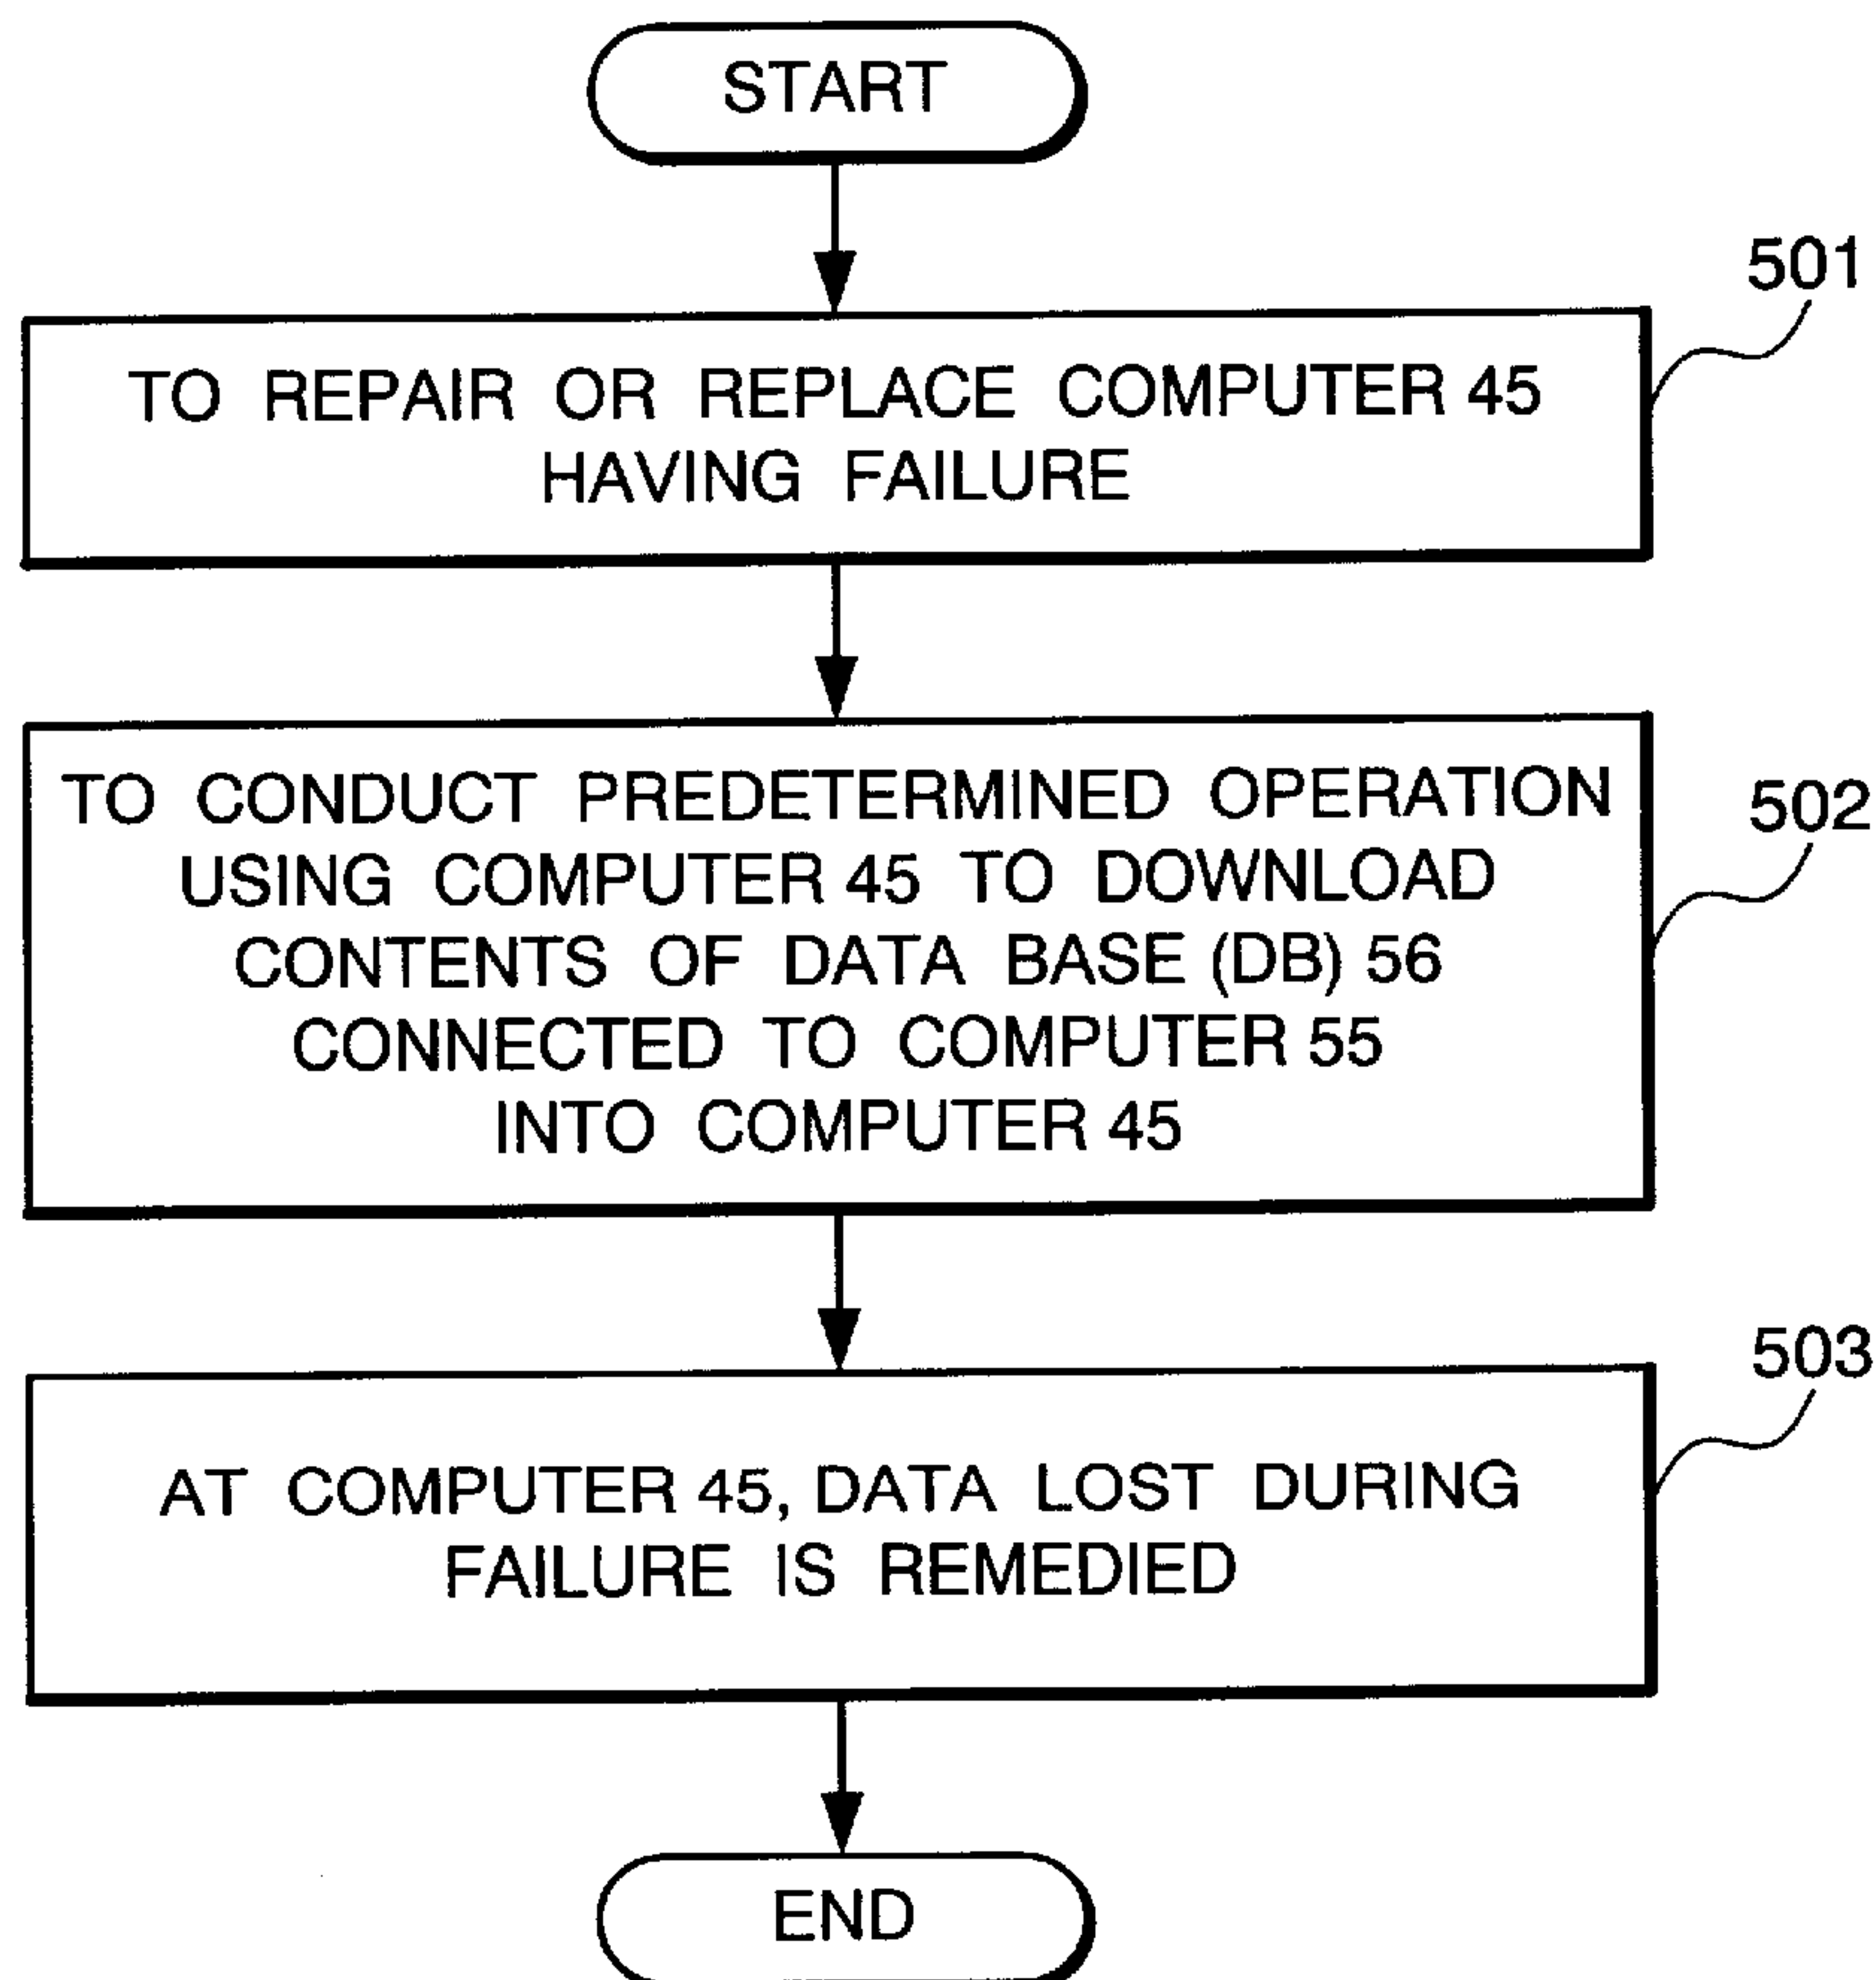 START
501
TO REPAIR OR REPLACE COMPUTER 45
HAVING FAILURE
502
TO CONDUCT PREDETERMINED OPERATION
USING COMPUTER 45 TO DOWNLOAD
CONTENTS OF DATA BASE (DB) 56
CONNECTED TO COMPUTER 55
INTO COMPUTER 45
503
AT COMPUTER 45, DATA LOST DURING
FAILURE IS REMEDIED
END